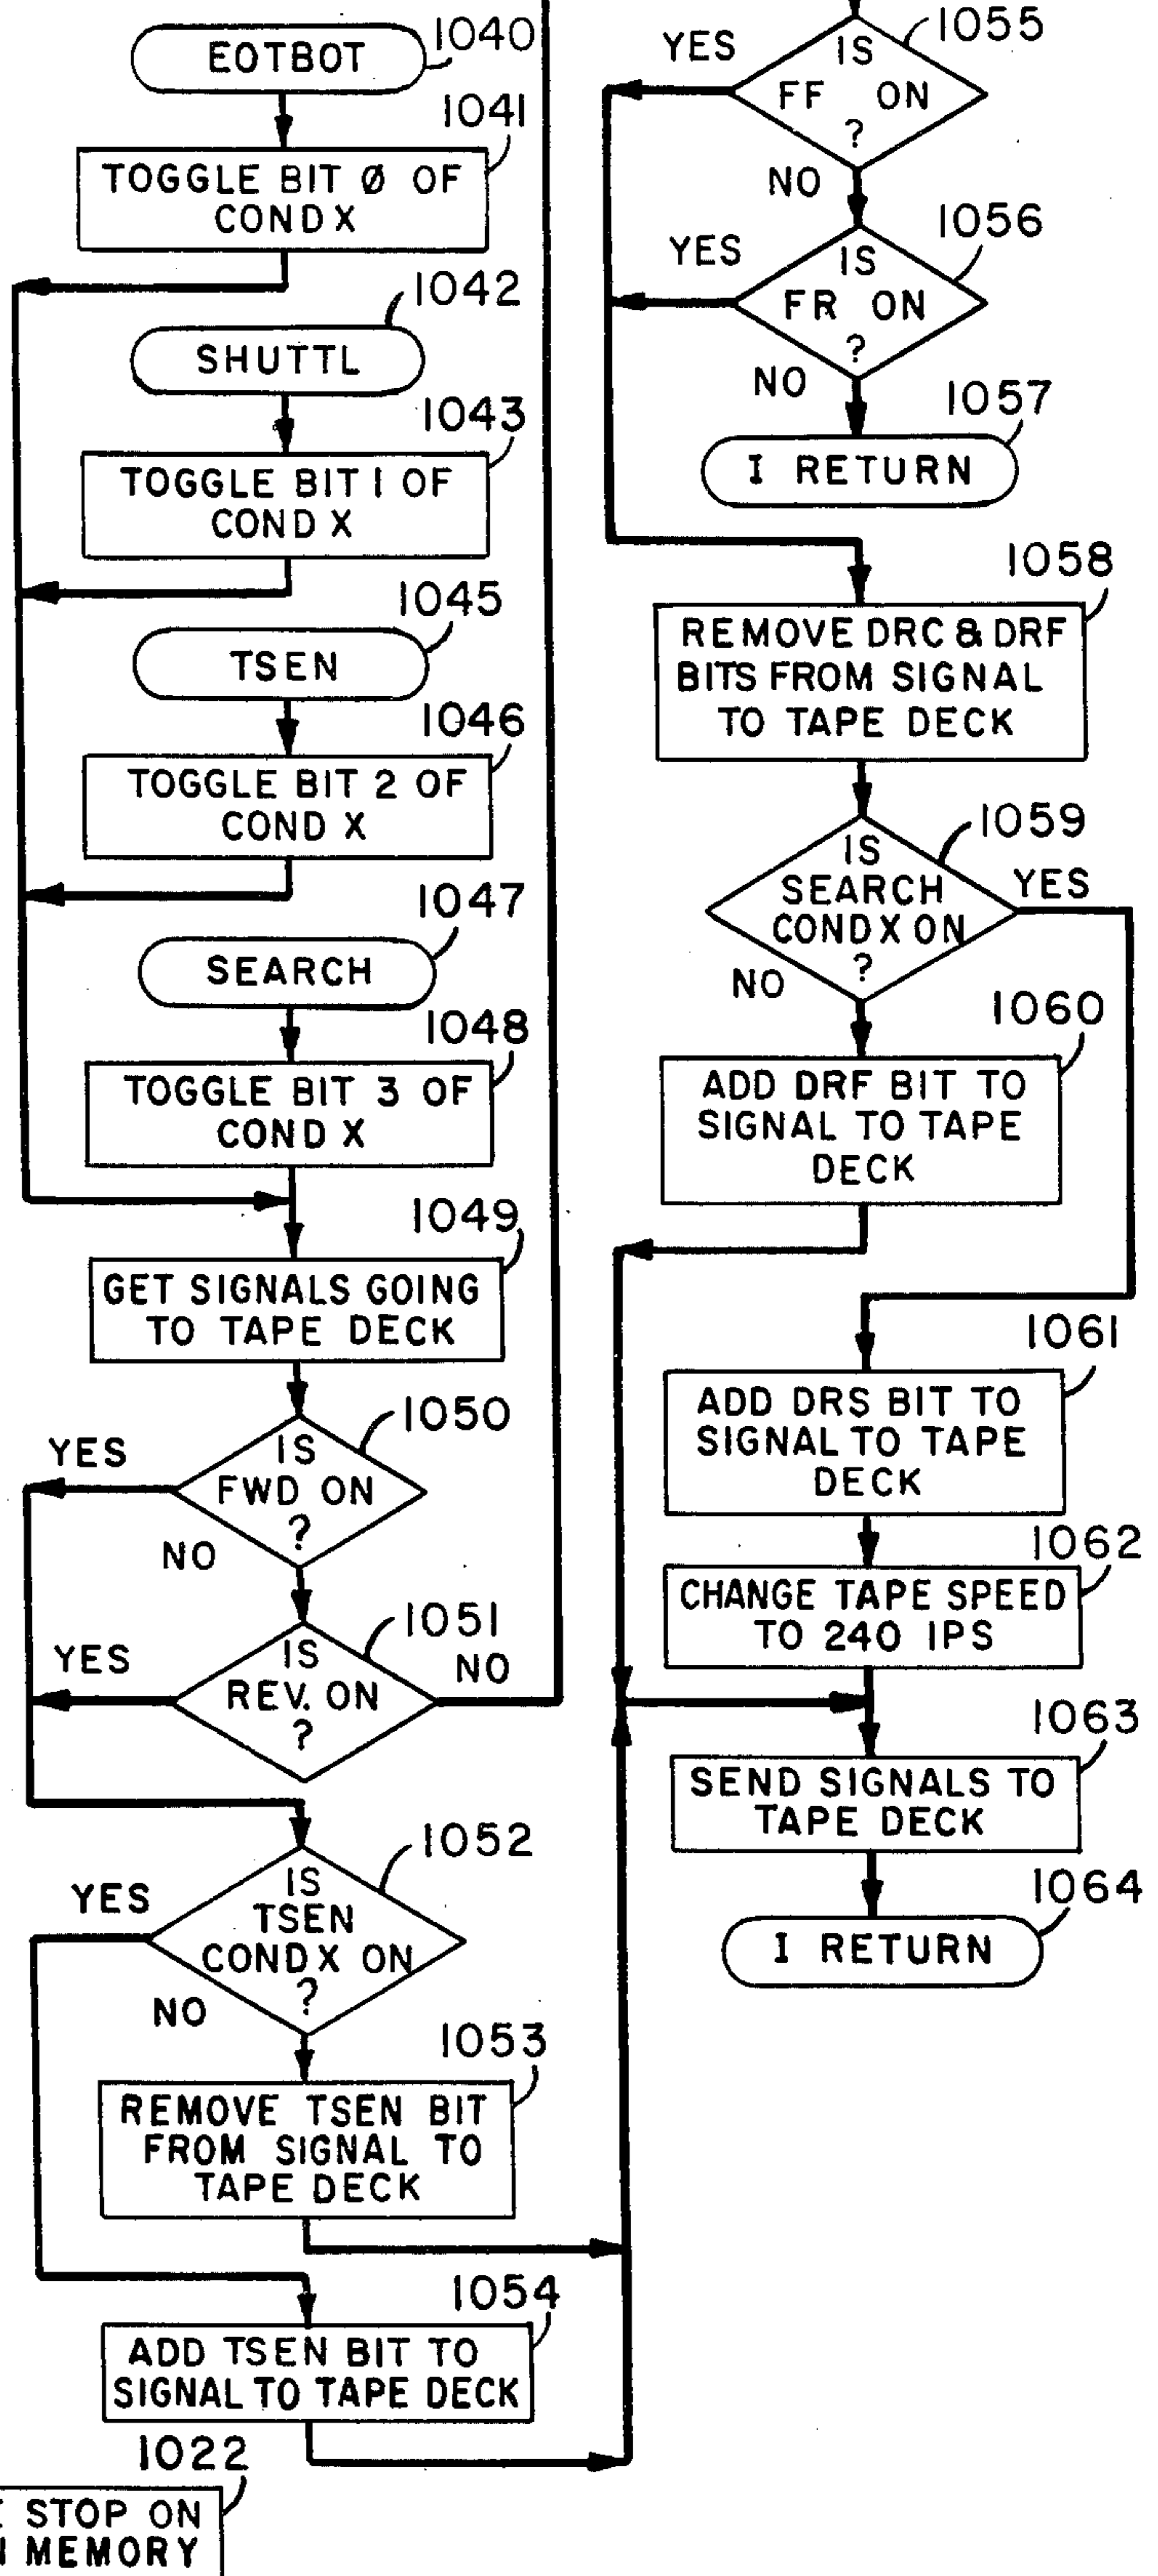 EOTBOT
1040
1041
TOGGLE BIT Ø OF
COND X
1042
SHUTTL
1043
TOGGLE BIT 1 OF
COND X
1045
TSEN
1046
TOGGLE BIT 2 OF
COND X
1047
SEARCH
1048
TOGGLE BIT 3 OF
COND X
1049
GET SIGNALS GOING
TO TAPE DECK
1050
YES
IS
FWD ON
?
NO
1051
YES
IS
REV. ON
?
NO
1052
YES
IS
TSEN
COND X ON
?
NO
1053
REMOVE TSEN BIT
FROM SIGNAL TO
TAPE DECK
1054
ADD TSEN BIT TO
SIGNAL TO TAPE DECK
1022
STOP ON
MEMORY
1055
YES
IS
FF ON
?
NO
1056
YES
IS
FR ON
?
NO
1057
I RETURN
1058
REMOVE DRC & DRF
BITS FROM SIGNAL
TO TAPE DECK
1059
IS
SEARCH
COND X ON
?
YES
NO
1060
ADD DRF BIT TO
SIGNAL TO TAPE
DECK
1061
ADD DRS BIT TO
SIGNAL TO TAPE
DECK
1062
CHANGE TAPE SPEED
TO 240 IPS
1063
SEND SIGNALS TO
TAPE DECK
1064
I RETURN